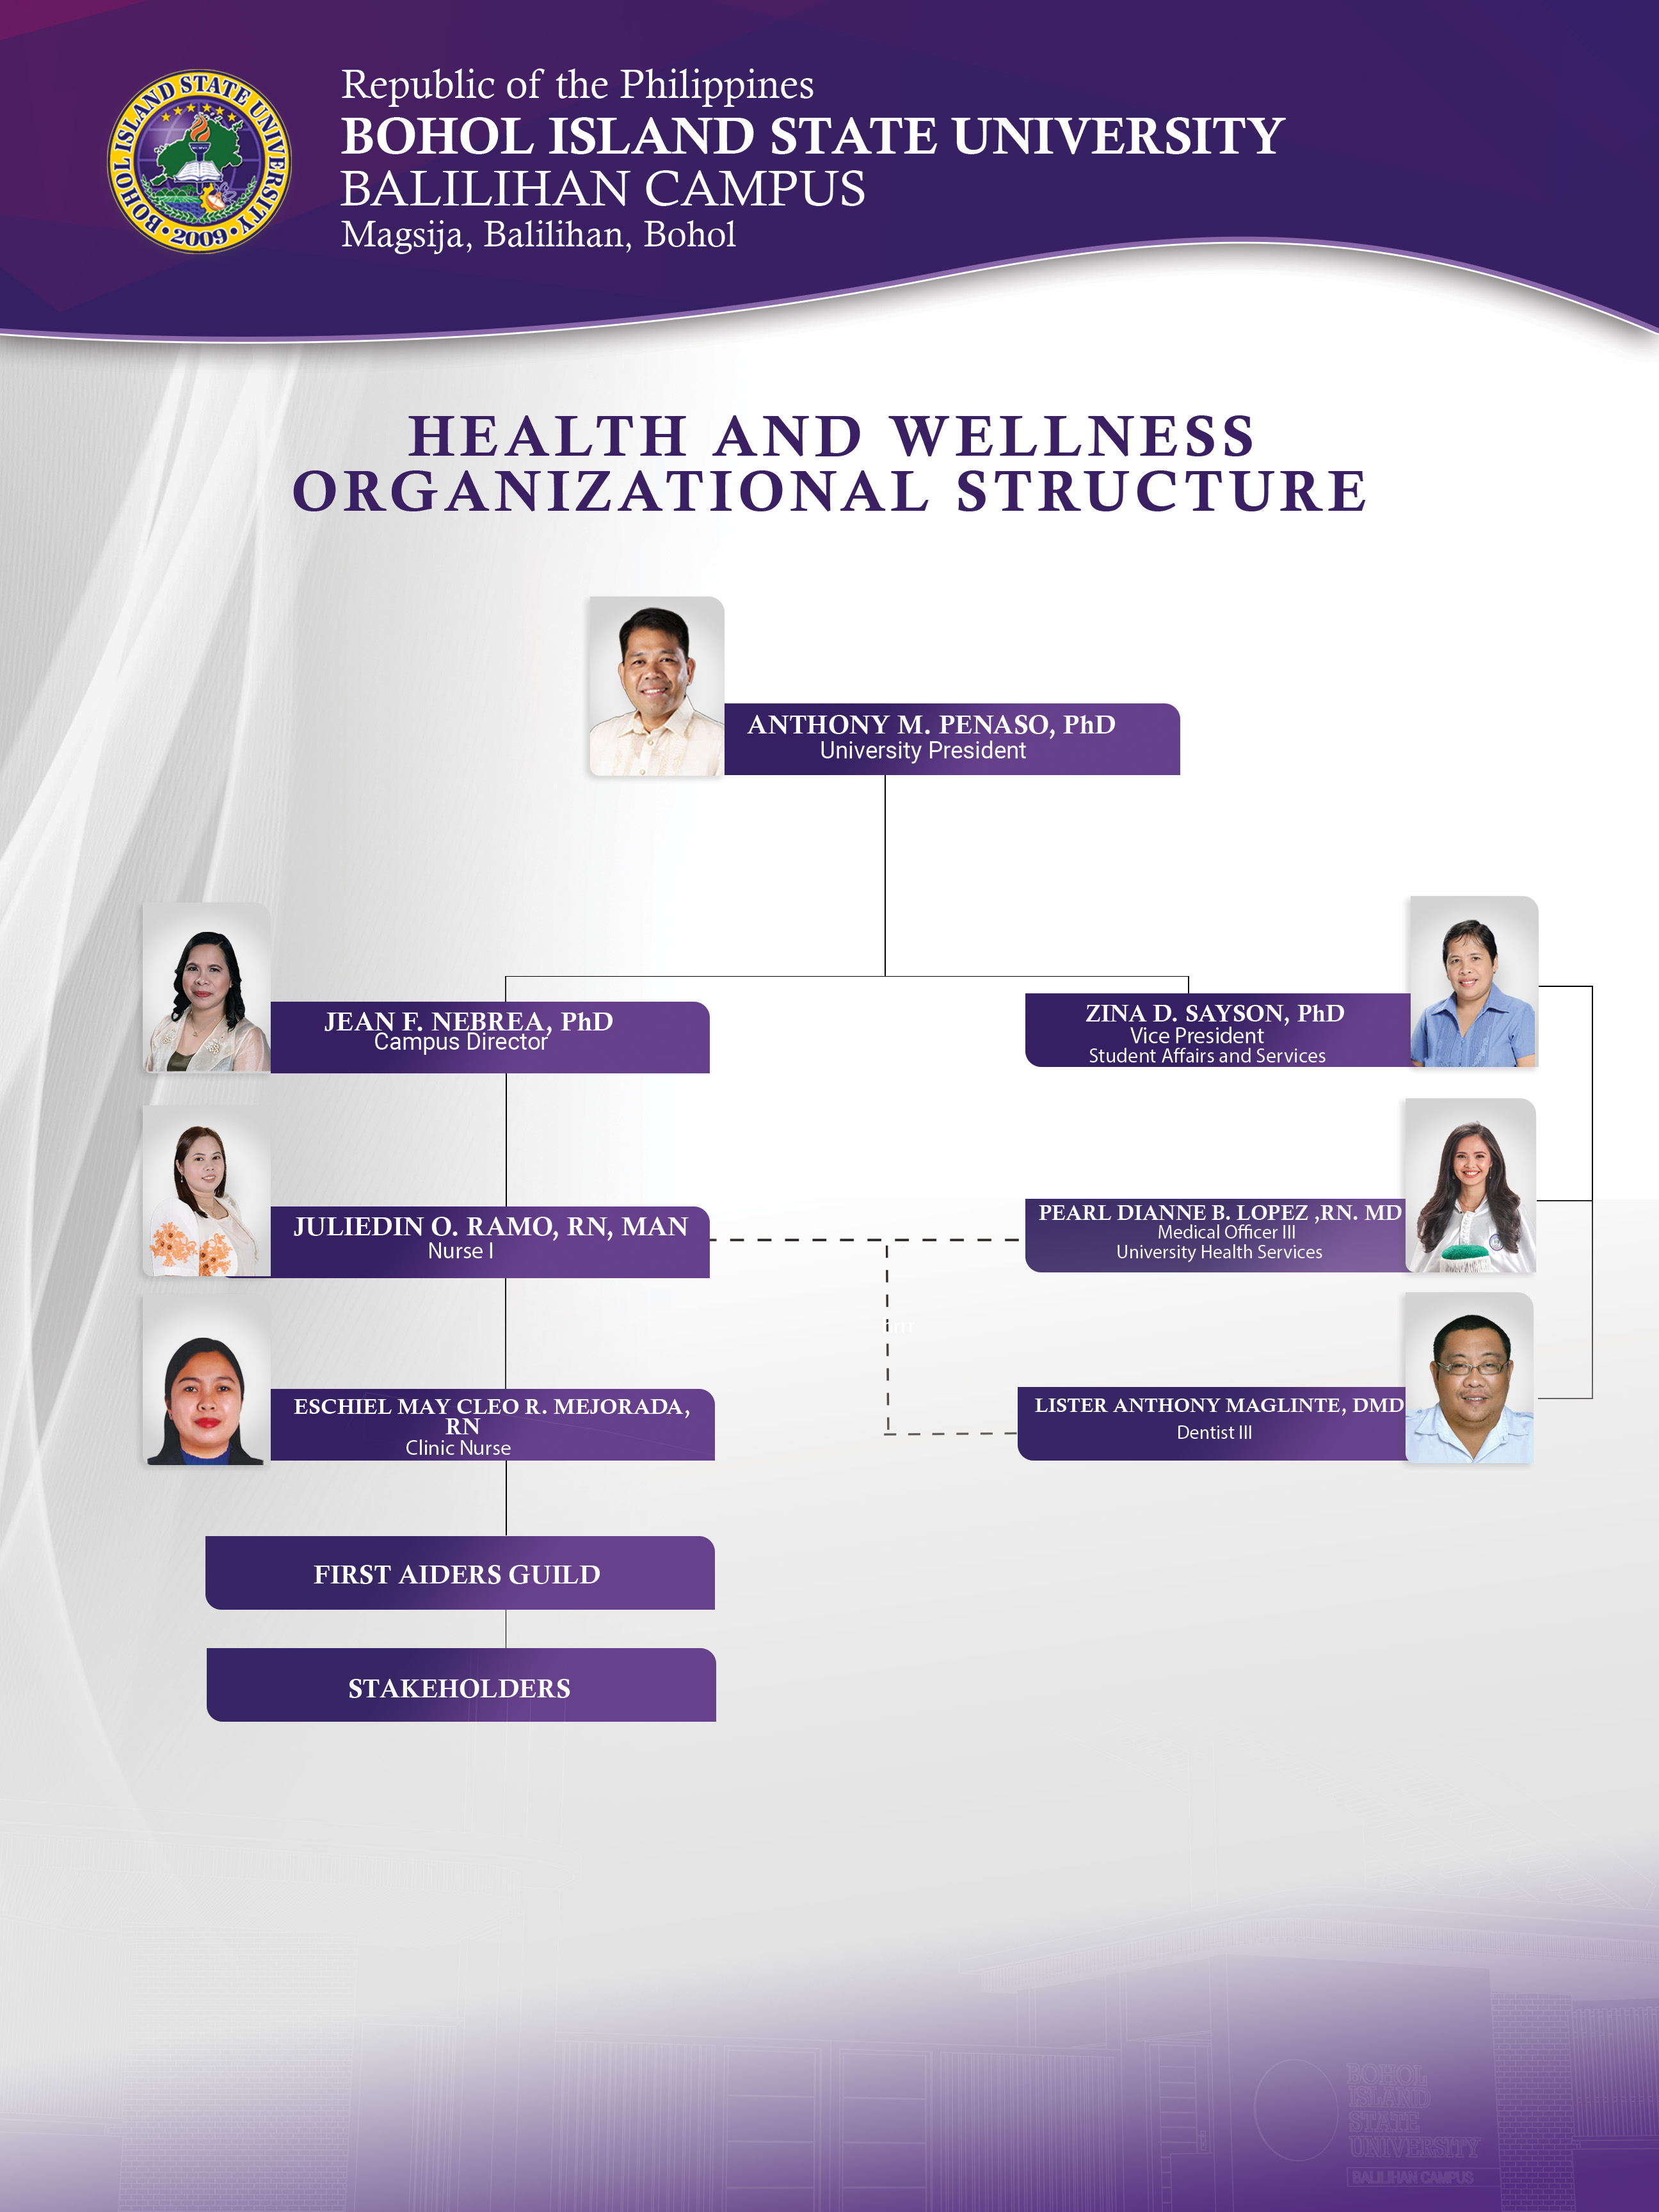 BOHOL ISLAND STATE UNIVERSITY
• 2009 •
Republic of the Philippines
BOHOL ISLAND STATE UNIVERSITY
BALILIHAN CAMPUS
Magsija, Balilihan, Bohol
HEALTH AND WELLNESS
ORGANIZATIONAL STRUCTURE
ANTHONY M. PENASO, PhD
University President
JEAN F. NEBREA, PhD
Campus Director
ZINA D. SAYSON, PhD
Vice President
Student Affairs and Services
JULIEDIN O. RAMO, RN, MAN
Nurse I
PEARL DIANNE B. LOPEZ ,RN. MD
Medical Officer III
University Health Services
ESCHIEL MAY CLEO R. MEJORADA,
RN
Clinic Nurse
LISTER ANTHONY MAGLINTE, DMD
Dentist III
FIRST AIDERS GUILD
STAKEHOLDERS
BOHOL
ISLAND
STATE
UNIVERSITY
BALILIHAN CAMPUS